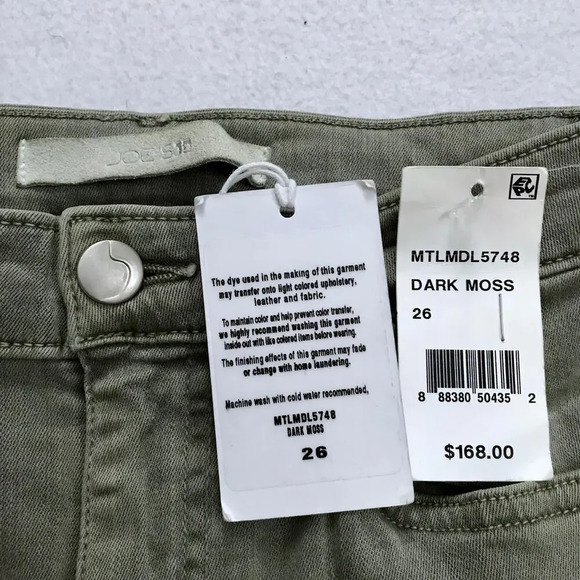 JOE'S
The dye used in the making of this garment
may transfer onto light colored upholstery,
leather and fabric.
To maintain color and help prevent color transfer,
we highly recommend washing this garment
inside out with like colored items before wearing.
The finishing effects of this garment may fade
or change with home laundering.
Machine wash with cold water recommended.
MTLMDL5748
DARK MOSS
26
MTLMDL5748
DARK MOSS
26
8 88380 50435 2
$168.00